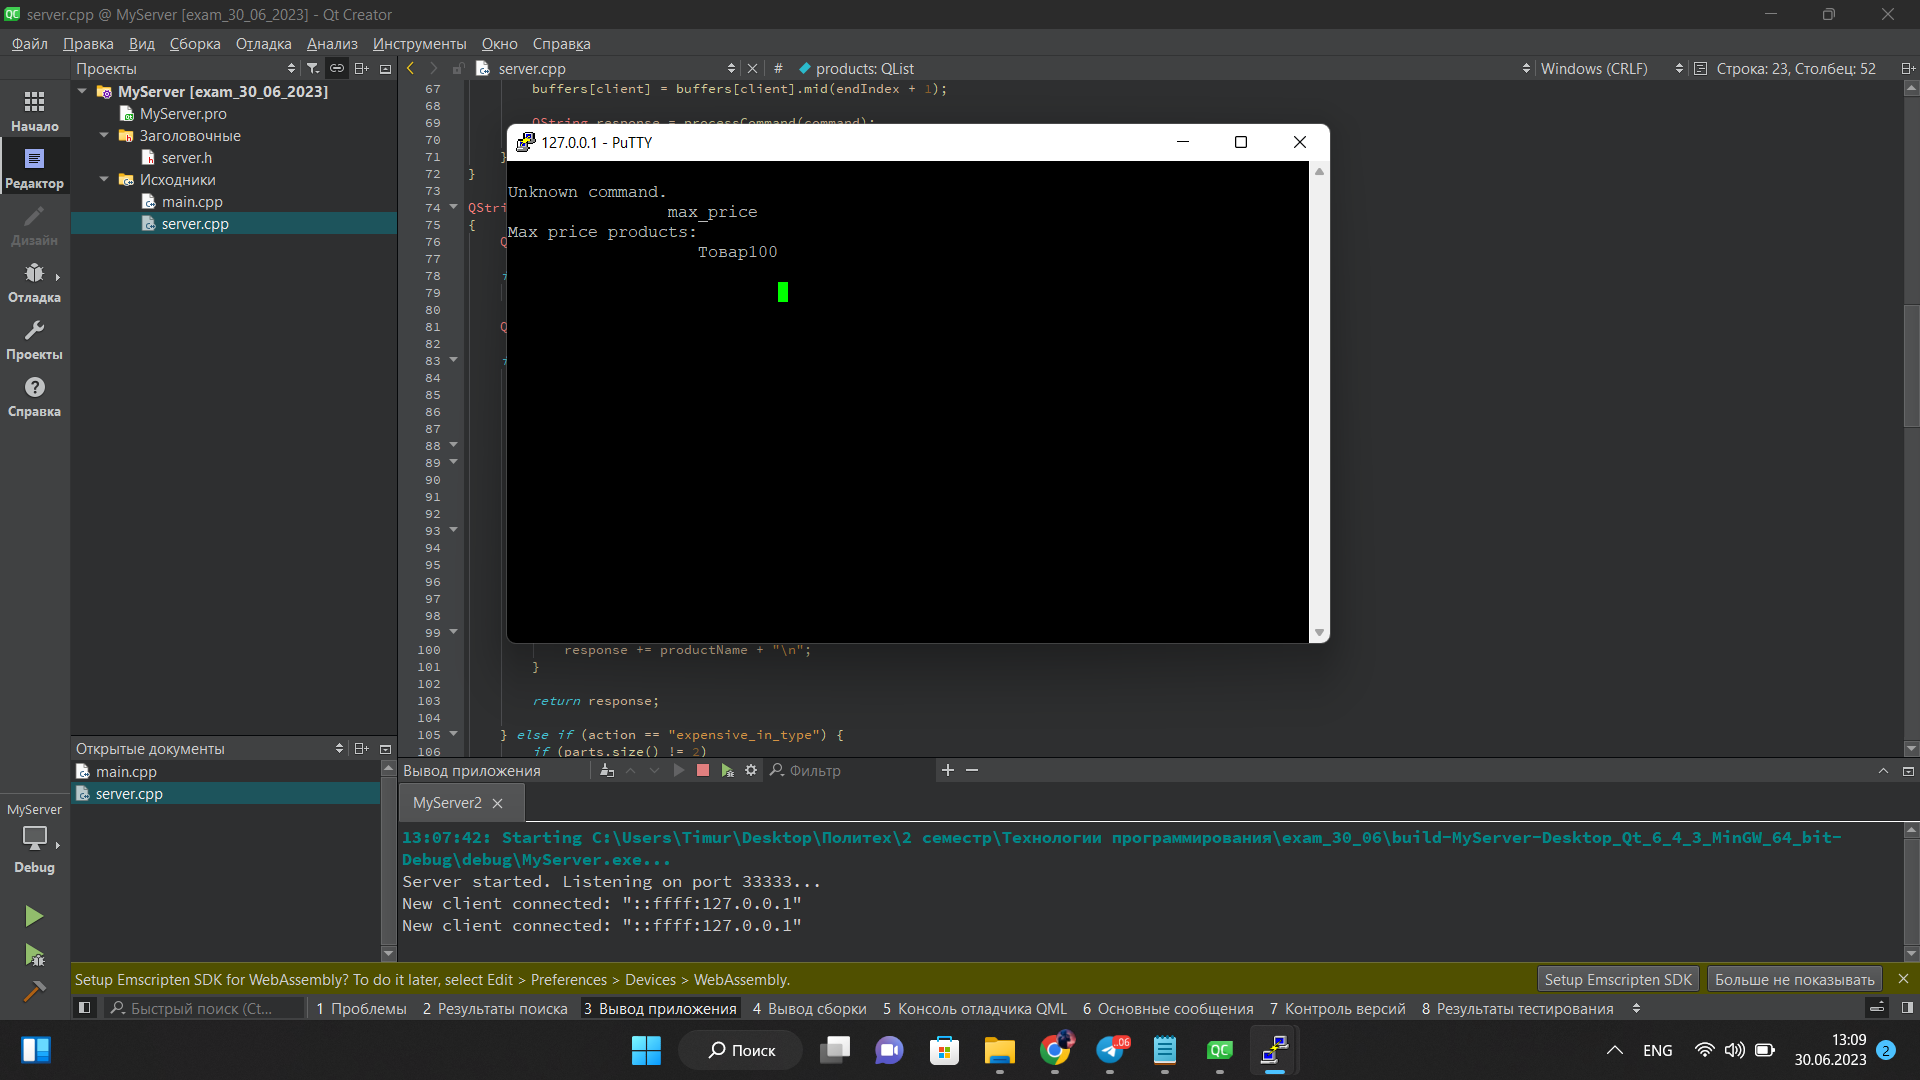 server.cpp @ MyServer [exam_30_06_2023] - Qt Creator
Файл Правка Вид Сборка Отладка Анализ Инструменты Окно Справка
Проекты
server.cpp
# products: QList
Windows (CRLF)
Строка: 23, Столбец: 52
Начало
Редактор
Дизайн
Отладка
Проекты
Справка
MyServer [exam_30_06_2023]
MyServer.pro
Заголовочные
server.h
Исходники
main.cpp
server.cpp
67 buffers[client] = buffers[client].mid(endIndex + 1);
68
69 QString response = processCommand(command);
70
71 }
72 }
73
74 QStri
75 {
76 Q
77
78
79
80
81 Q
82
83
84
85
86
87
88
89
90
91
92
93
94
95
96
97
98
99
100 response += productName + "\n";
101 }
102
103 return response;
104
105 } else if (action == "expensive_in_type") {
106 if (parts.size() != 2)
127.0.0.1 - PuTTY
Unknown command.
max_price
Max price products:
Товар100
Открытые документы
main.cpp
server.cpp
MyServer
Debug
Вывод приложения
Фильтр
MyServer2
13:07:42: Starting C:\Users\Timur\Desktop\Политех\2 семестр\Технологии программирования\exam_30_06\build-MyServer-Desktop_Qt_6_4_3_MinGW_64_bit-
Debug\debug\MyServer.exe...
Server started. Listening on port 33333...
New client connected: "::ffff:127.0.0.1"
New client connected: "::ffff:127.0.0.1"
Setup Emscripten SDK for WebAssembly? To do it later, select Edit > Preferences > Devices > WebAssembly.
Setup Emscripten SDK
Больше не показывать
Быстрый поиск (Ct...
1 Проблемы 2 Результаты поиска 3 Вывод приложения 4 Вывод сборки 5 Консоль отладчика QML 6 Основные сообщения 7 Контроль версий 8 Результаты тестирования
Поиск
..06
QC
ENG
13:09
30.06.2023
2